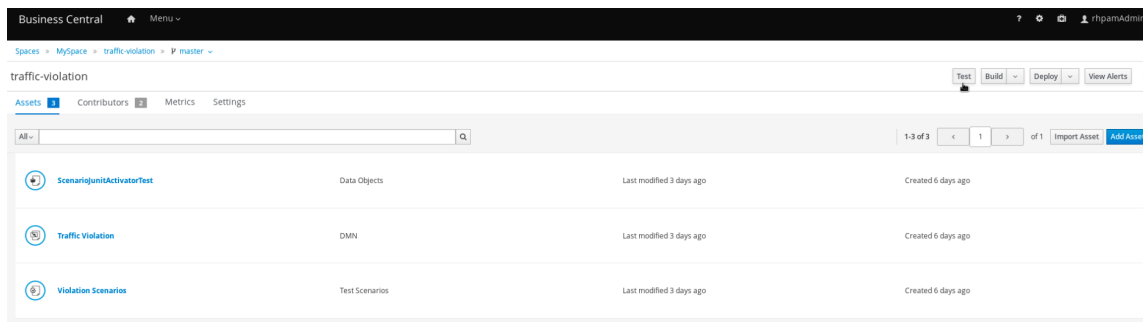 Business Central Menu ? rhpamAdmin
Spaces » MySpace » traffic-violation » master
traffic-violation Test Build Deploy View Alerts
Assets 3 Contributors 2 Metrics Settings
All 1-3 of 3 < 1 > of 1 Import Asset Add Asset
ScenarioJunitActivatorTest Data Objects Last modified 3 days ago Created 6 days ago
Traffic Violation DMN Last modified 3 days ago Created 6 days ago
Violation Scenarios Test Scenarios Last modified 3 days ago Created 6 days ago